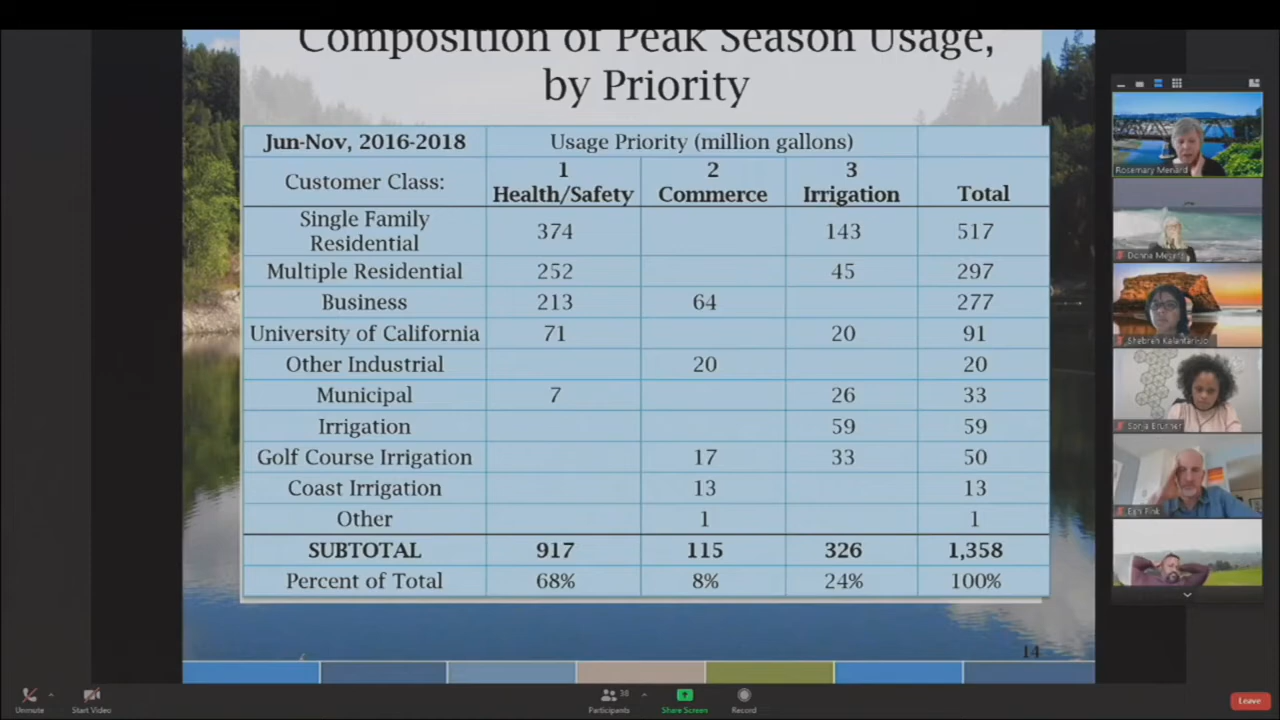 Composition of Peak Season Usage,
by Priority
Jun-Nov, 2016-2018 Usage Priority (million gallons)
Customer Class: 1 Health/Safety 2 Commerce 3 Irrigation Total
Single Family Residential 374 143 517
Multiple Residential 252 45 297
Business 213 64 277
University of California 71 20 91
Other Industrial 20 20
Municipal 7 26 33
Irrigation 59 59
Golf Course Irrigation 17 33 50
Coast Irrigation 13 13
Other 1 1
SUBTOTAL 917 115 326 1,358
Percent of Total 68% 8% 24% 100%
14
Rosemary Menard
Donna Meyers
Sonja Brunner
Unmute
Start Video
Participants 38
Share Screen
Record
Leave